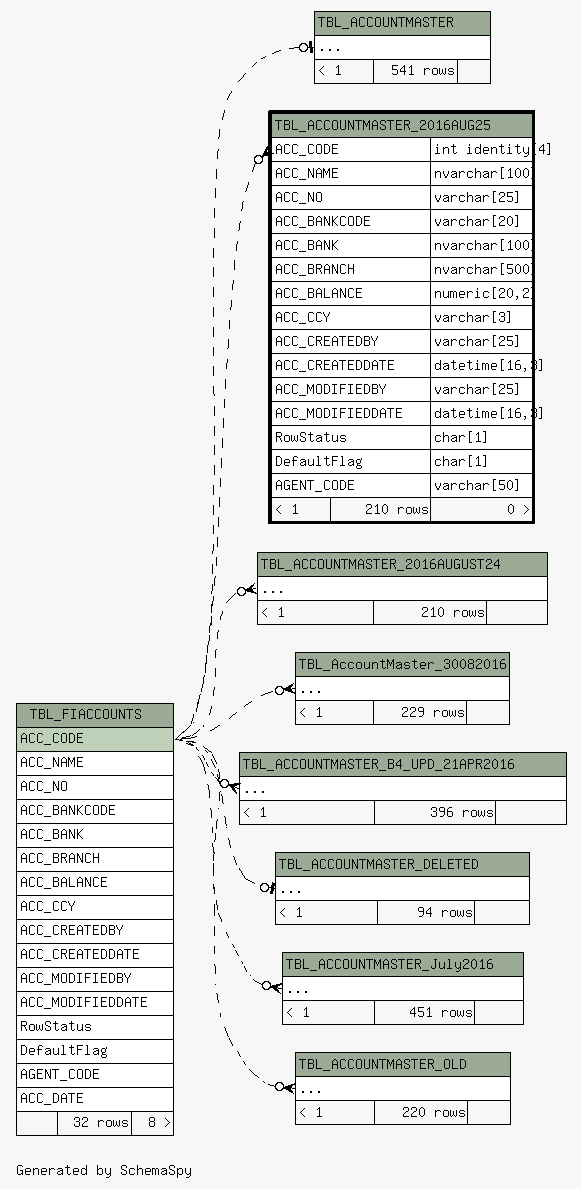 TBL_ACCOUNTMASTER
...
< 1 541 rows
TBL_ACCOUNTMASTER_2016AUG25
ACC_CODE int identity[4]
ACC_NAME nvarchar[100]
ACC_NO varchar[25]
ACC_BANKCODE varchar[20]
ACC_BANK nvarchar[100]
ACC_BRANCH nvarchar[500]
ACC_BALANCE numeric[20,2]
ACC_CCY varchar[3]
ACC_CREATEDBY varchar[25]
ACC_CREATEDDATE datetime[16,3]
ACC_MODIFIEDBY varchar[25]
ACC_MODIFIEDDATE datetime[16,3]
RowStatus char[1]
DefaultFlag char[1]
AGENT_CODE varchar[50]
< 1 210 rows 0 >
TBL_ACCOUNTMASTER_2016AUGUST24
...
< 1 210 rows
TBL_AccountMaster_30082016
...
< 1 229 rows
TBL_FIACCOUNTS
ACC_CODE
ACC_NAME
ACC_NO
ACC_BANKCODE
ACC_BANK
ACC_BRANCH
ACC_BALANCE
ACC_CCY
ACC_CREATEDBY
ACC_CREATEDDATE
ACC_MODIFIEDBY
ACC_MODIFIEDDATE
RowStatus
DefaultFlag
AGENT_CODE
ACC_DATE
32 rows 8 >
TBL_ACCOUNTMASTER_B4_UPD_21APR2016
...
< 1 396 rows
TBL_ACCOUNTMASTER_DELETED
...
< 1 94 rows
TBL_ACCOUNTMASTER_July2016
...
< 1 451 rows
TBL_ACCOUNTMASTER_OLD
...
< 1 220 rows
Generated by SchemaSpy